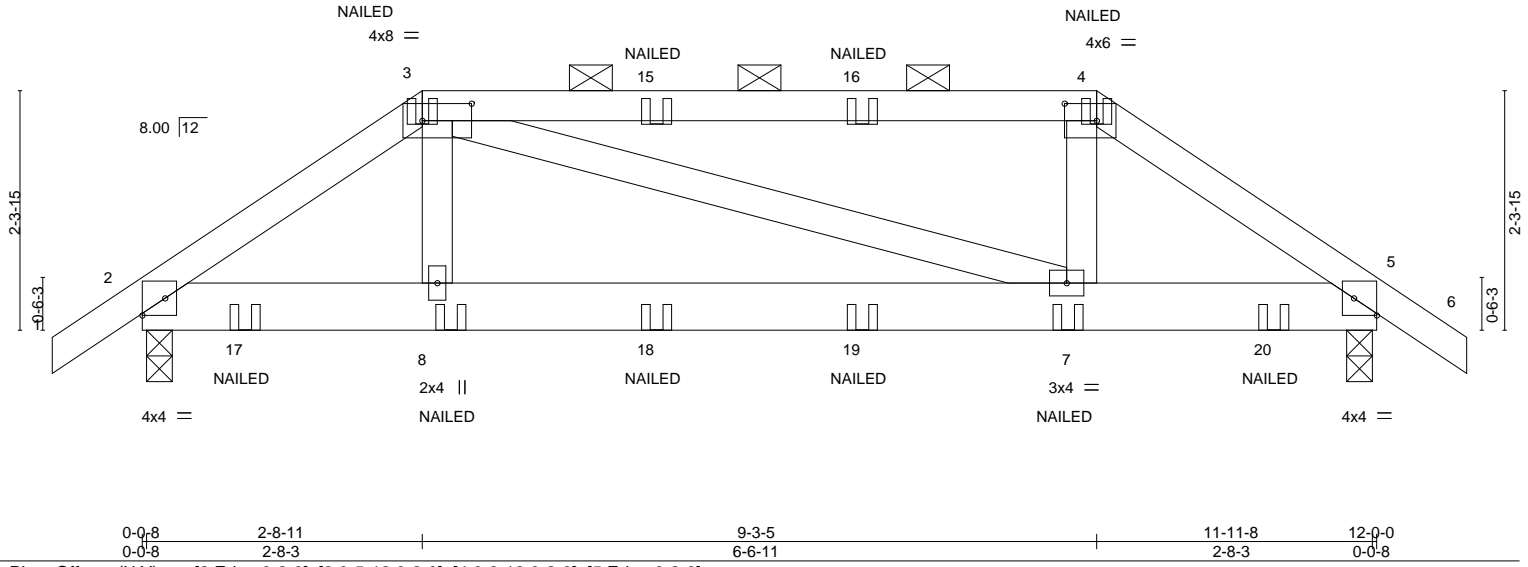 NAILED
4x8 =
NAILED
4x6 =
NAILED
NAILED
3
15
16
4
8.00 12
2-3-15
2-3-15
2
5
6
0-6-3
0-6-3
17
8
18
19
7
20
NAILED
2x4 ||
NAILED
NAILED
3x4 =
NAILED
4x4 =
NAILED
NAILED
4x4 =
0-0-8
2-8-11
9-3-5
11-11-8
12-0-0
0-0-8
2-8-3
6-6-11
2-8-3
0-0-8